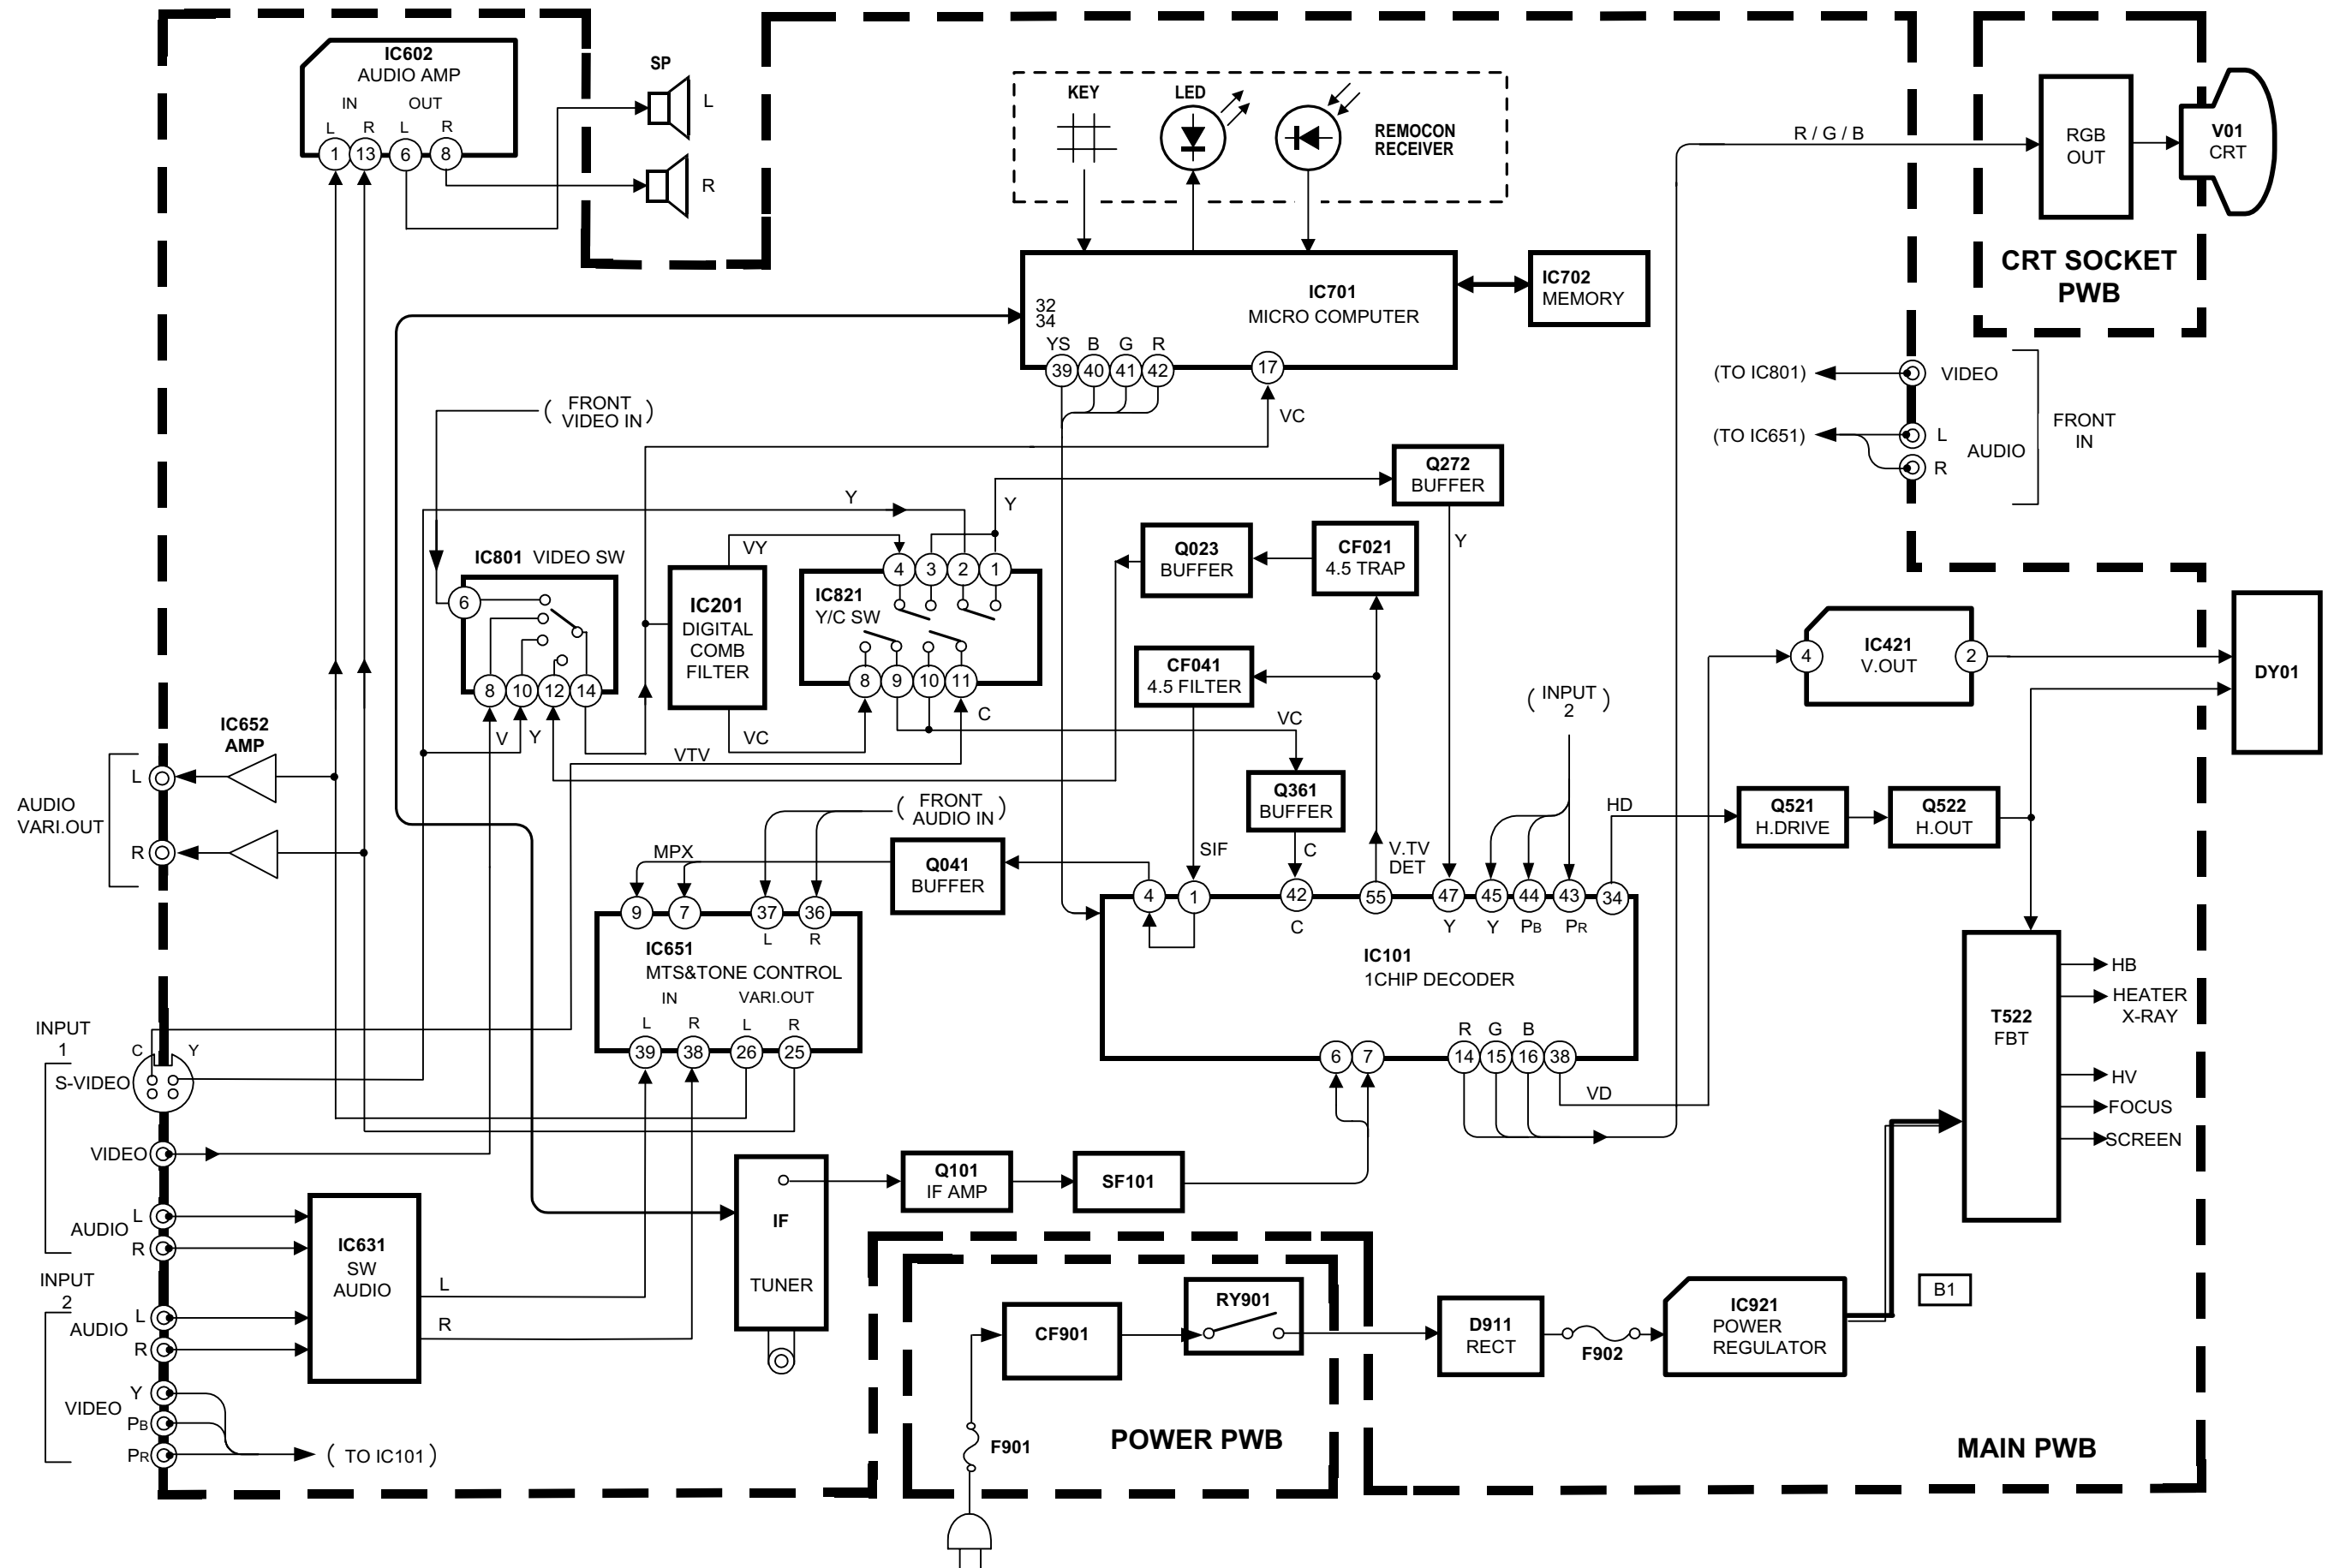 IC602
AUDIO AMP
IN OUT
L R L R
1 13 6 8
SP
L
R
KEY
LED
REMOCON
RECEIVER
R / G / B
RGB
OUT
V01
CRT
CRT SOCKET
PWB
IC701
MICRO COMPUTER
32
34
YS B G R
39 40 41 42
17
IC702
MEMORY
VC
(TO IC801)
VIDEO
(TO IC651)
L
AUDIO
R
FRONT
IN
( FRONT
VIDEO IN )
Y
Y
Q272
BUFFER
Y
IC801 VIDEO SW
6
8 10 12 14
V Y
VY
IC201
DIGITAL
COMB
FILTER
VC
VTV
4 3 2 1
IC821
Y/C SW
8 9 10 11
C
VC
Q023
BUFFER
CF021
4.5 TRAP
CF041
4.5 FILTER
Q361
BUFFER
C
SIF
V.TV
DET
( INPUT
2 )
IC421
V.OUT
4
2
DY01
HD
Q521
H.DRIVE
Q522
H.OUT
IC652
AMP
L
AUDIO
VARI.OUT
R
( FRONT
AUDIO IN )
MPX
Q041
BUFFER
9 7 37 36
L R
IC651
MTS&TONE CONTROL
IN VARI.OUT
L R L R
39 38 26 25
4 1 42 55 47 45 44 43 34
C Y Y PB PR
IC101
1CHIP DECODER
R G B
6 7 14 15 16 38
VD
T522
FBT
HB
HEATER
X-RAY
HV
FOCUS
SCREEN
INPUT
1
C Y
S-VIDEO
VIDEO
L
AUDIO
R
INPUT
2
L
AUDIO
R
Y
VIDEO
PB
PR
( TO IC101 )
IC631
SW
AUDIO
L
R
IF
TUNER
Q101
IF AMP
SF101
CF901
RY901
F901
POWER PWB
D911
RECT
F902
IC921
POWER
REGULATOR
B1
MAIN PWB